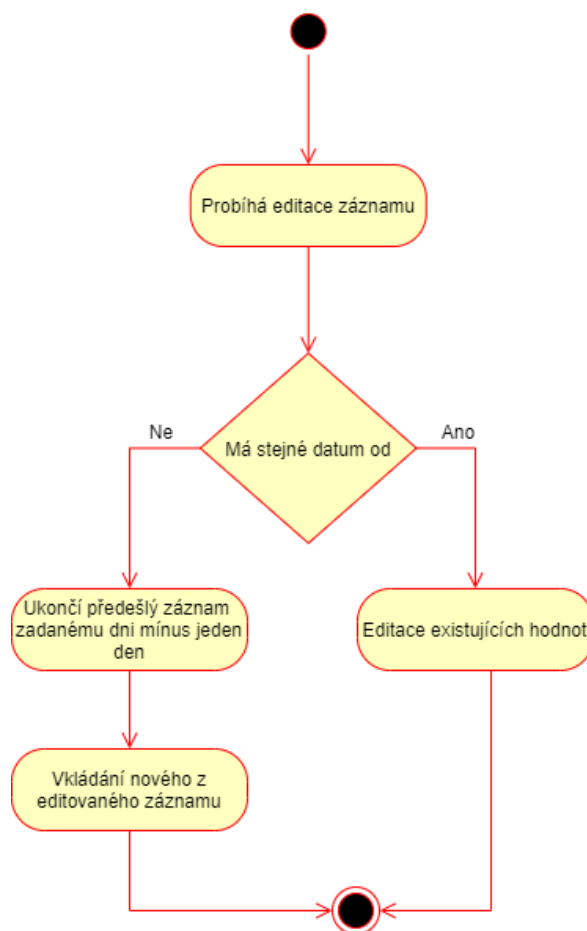 Probíhá editace záznamu
Má stejné datum od
Ne
Ano
Ukončí předešlý záznam
zadanému dni mínus jeden
den
Editace existujících hodnot
Vkládání nového z
editovaného záznamu